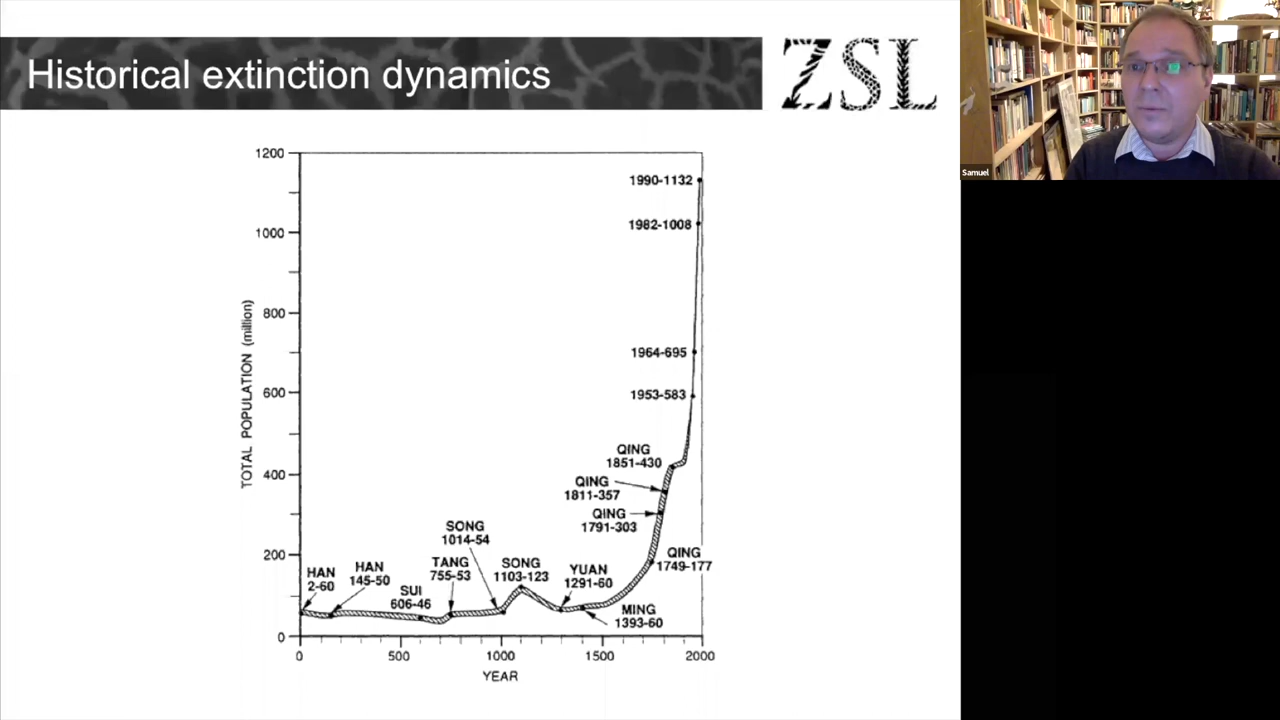 Historical extinction dynamics
ZSL
Samuel
1200
1000
800
600
400
200
0
TOTAL POPULATION (million)
1990-1132
1982-1008
1964-695
1953-583
QING
1851-430
QING
1811-357
QING
1791-303
QING
1749-177
SONG
1014-54
HAN
2-60
HAN
145-50
SUI
606-46
TANG
755-53
SONG
1103-123
YUAN
1291-60
MING
1393-60
0
500
1000
1500
2000
YEAR